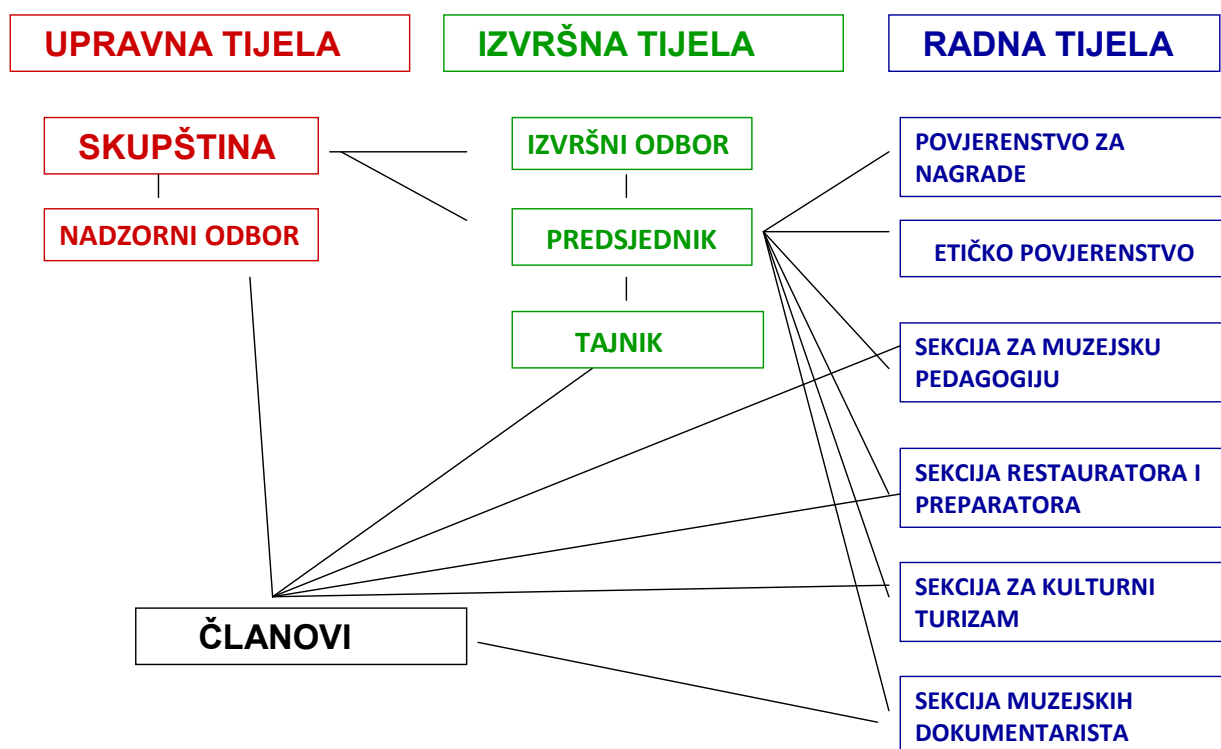 UPRAVNA TIJELA
IZVRŠNA TIJELA
RADNA TIJELA
SKUPŠTINA
NADZORNI ODBOR
IZVRŠNI ODBOR
PREDSJEDNIK
TAJNIK
POVJERENSTVO ZA
NAGRADE
ETIČKO POVJERENSTVO
SEKCIJA ZA MUZEJSKU
PEDAGOGIJU
SEKCIJA RESTAURATORA I
PREPARATORA
SEKCIJA ZA KULTURNI
TURIZAM
SEKCIJA MUZEJSKIH
DOKUMENTARISTA
ČLANOVI